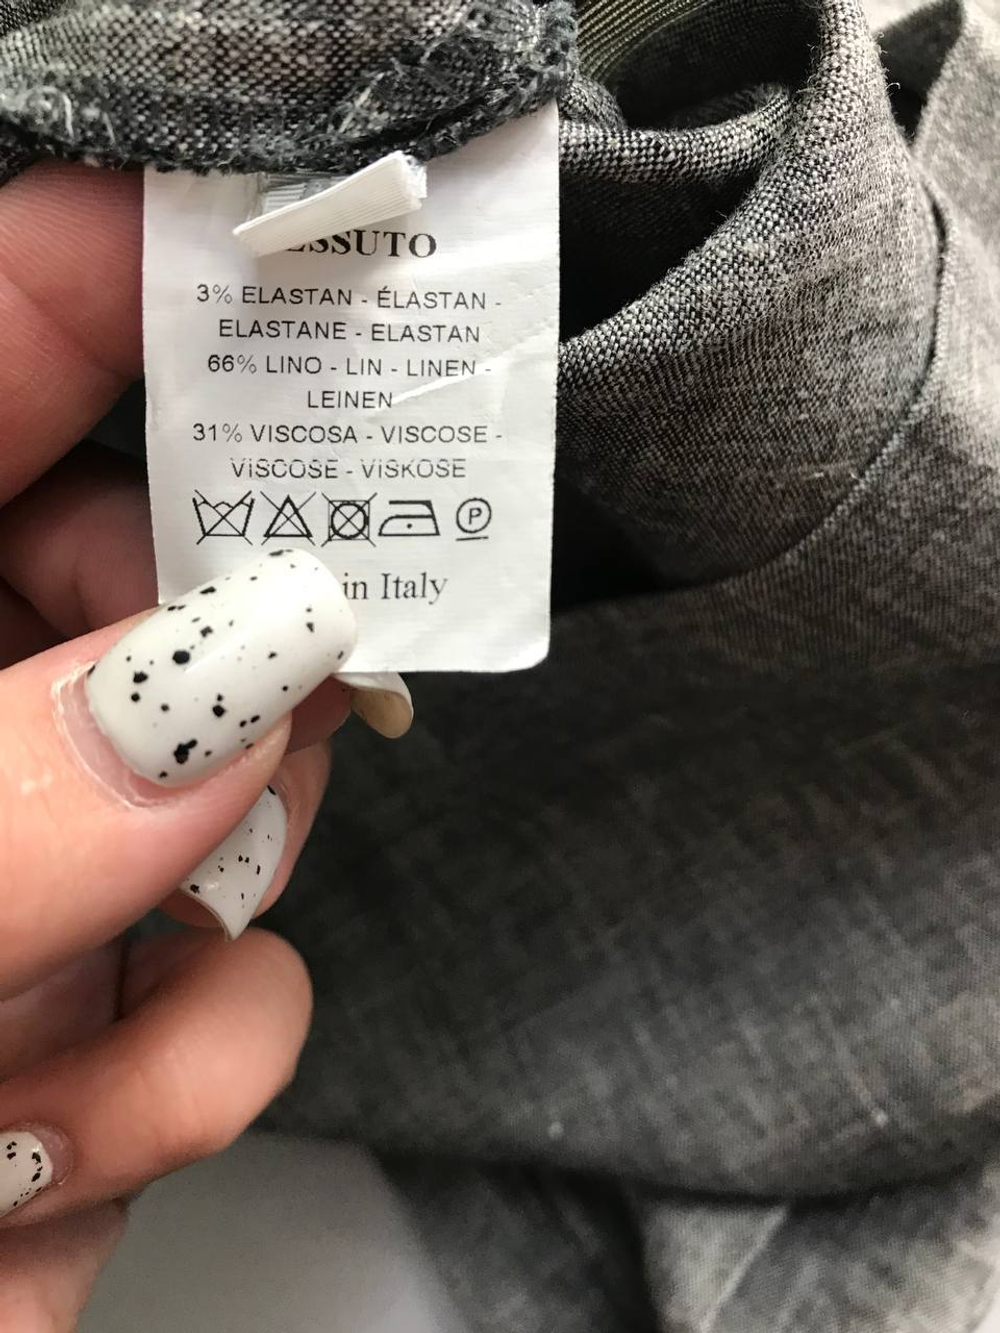 ESSUTO
3% ELASTAN - ÉLASTAN -
ELASTANE - ELASTAN
66% LINO - LIN - LINEN -
LEINEN
31% VISCOSA - VISCOSE -
VISCOSE - VISKOSE
P
in Italy